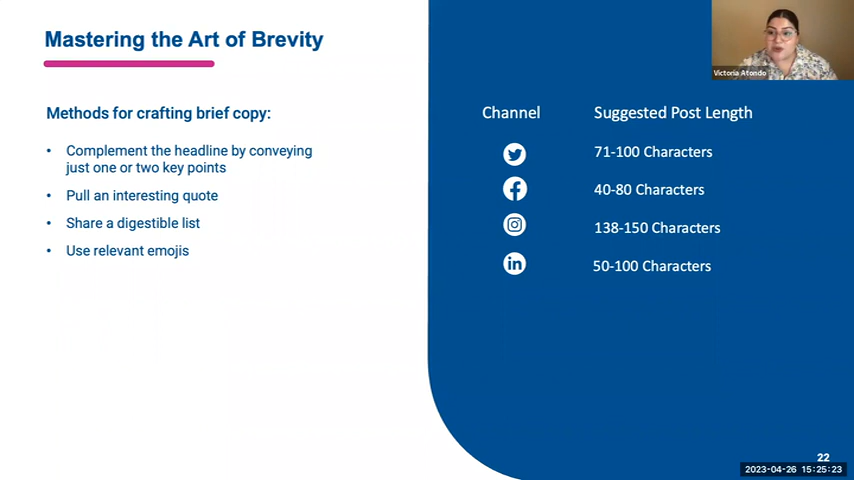 Mastering the Art of Brevity
Methods for crafting brief copy:
• Complement the headline by conveying
just one or two key points
• Pull an interesting quote
• Share a digestible list
• Use relevant emojis
Channel Suggested Post Length
71-100 Characters
40-80 Characters
138-150 Characters
in 50-100 Characters
Victoria Atondo
22
2023-04-26 15:25:23